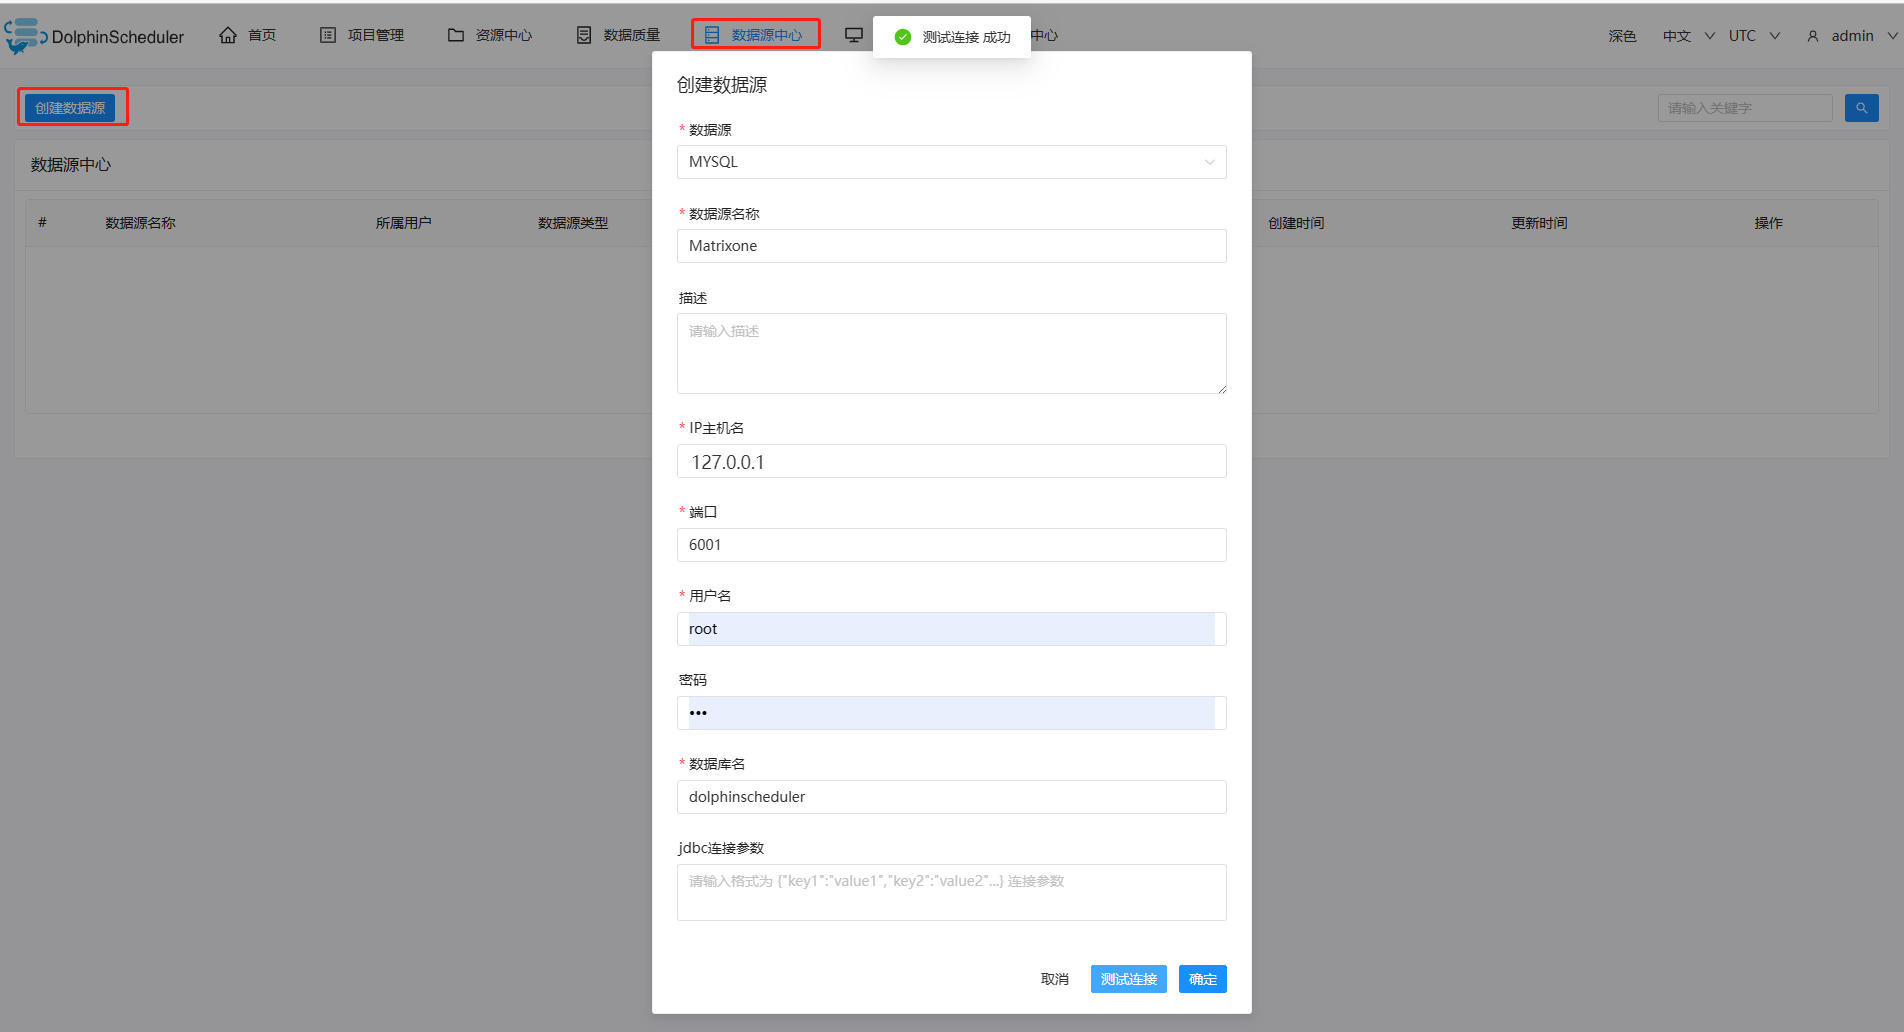 DolphinScheduler
首页
项目管理
资源中心
数据质量
数据源中心
测试连接 成功
中心
深色
中文
UTC
admin
创建数据源
请输入关键字
数据源中心
#
数据源名称
所属用户
数据源类型
创建时间
更新时间
操作
创建数据源
* 数据源
MYSQL
* 数据源名称
Matrixone
描述
请输入描述
* IP主机名
127.0.0.1
* 端口
6001
* 用户名
root
密码
•••
* 数据库名
dolphinscheduler
jdbc连接参数
请输入格式为 {"key1":"value1","key2":"value2"...} 连接参数
取消
测试连接
确定